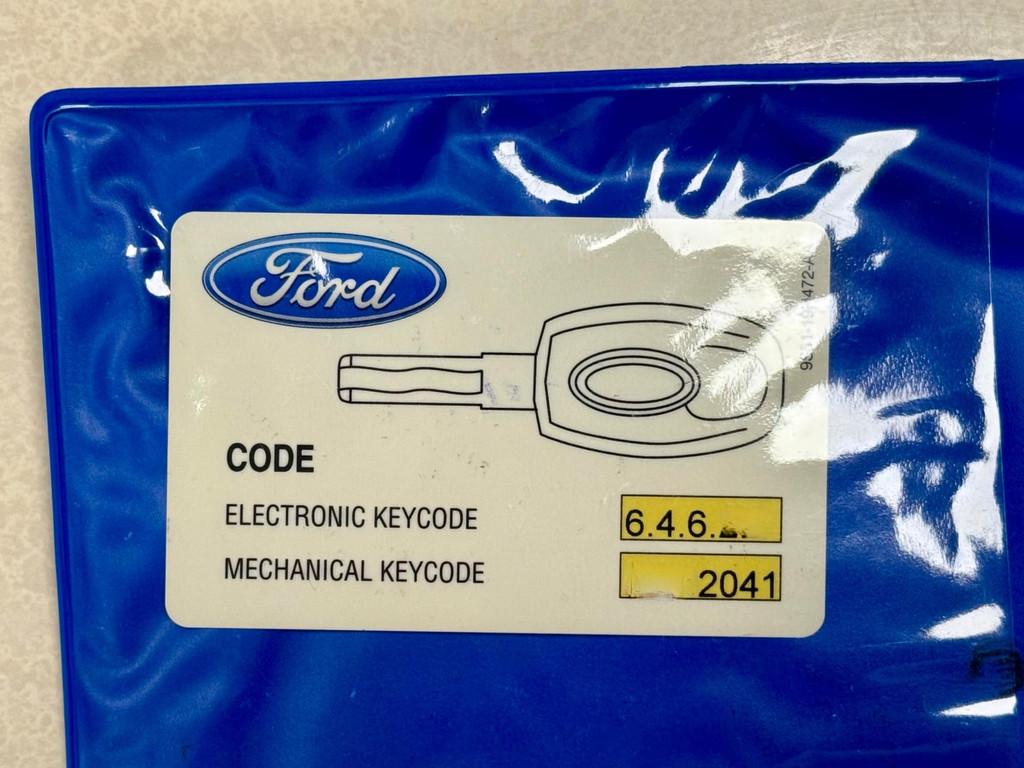 Ford
CODE
ELECTRONIC KEYCODE
6.4.6.
MECHANICAL KEYCODE
2041